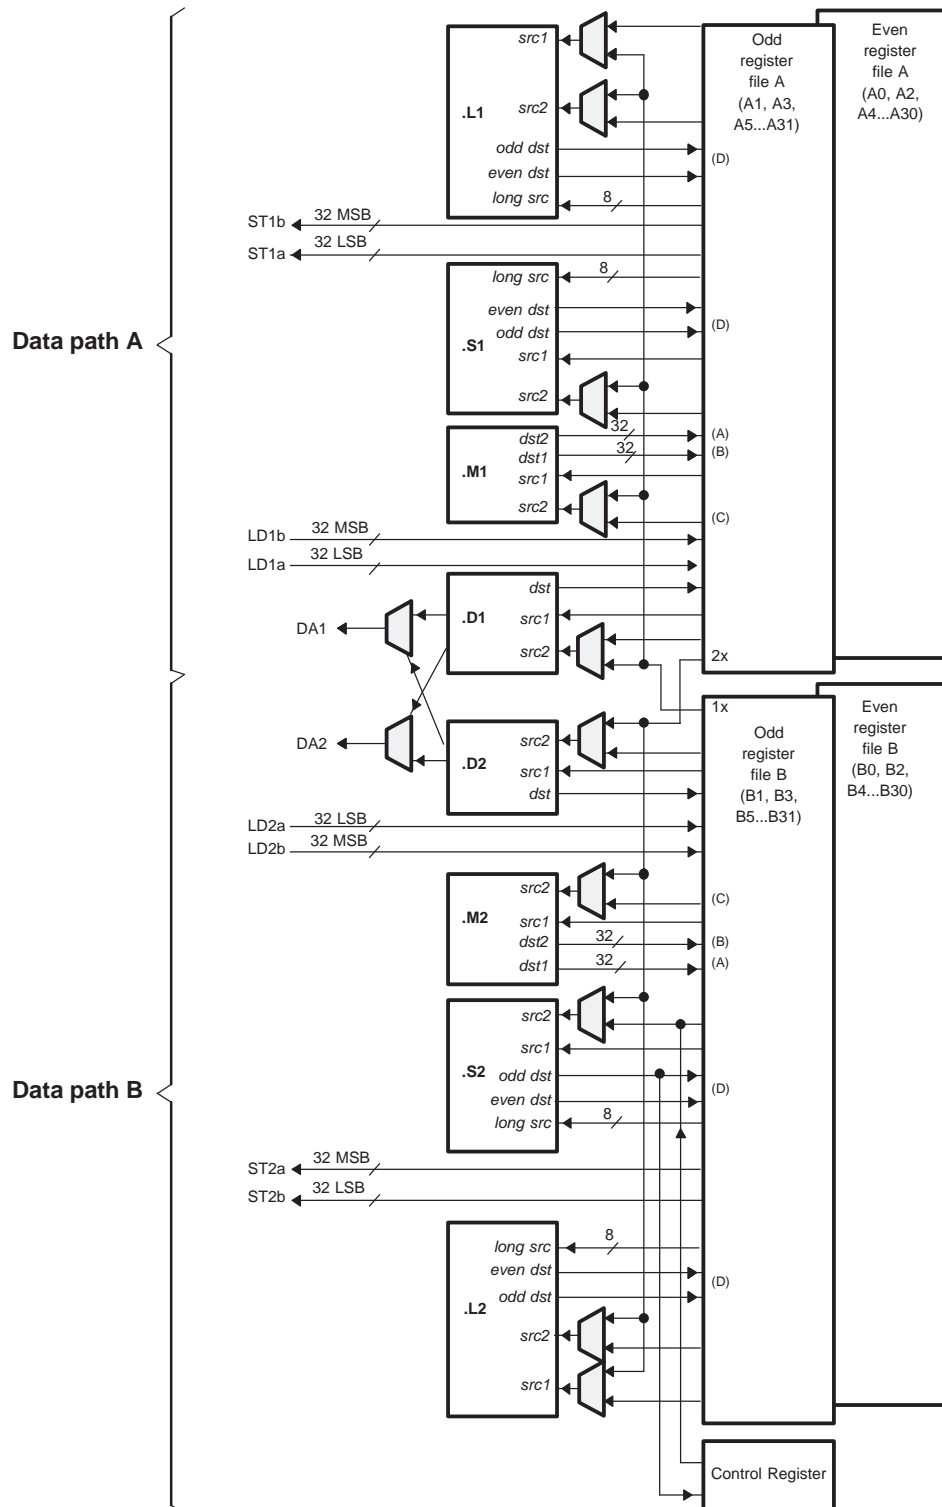 Odd
register
file A
(A1, A3,
A5...A31)
Even
register
file A
(A0, A2,
A4...A30)
.L1
src1
src2
odd dst
even dst
long src
8
(D)
ST1b
32 MSB
ST1a
32 LSB
Data path A
.S1
long src
8
even dst
odd dst
(D)
src1
src2
.M1
dst2
32
(A)
dst1
32
(B)
src1
src2
(C)
LD1b
32 MSB
LD1a
32 LSB
.D1
dst
src1
src2
DA1
2x
1x
Odd
register
file B
(B1, B3,
B5...B31)
Even
register
file B
(B0, B2,
B4...B30)
DA2
.D2
src2
src1
dst
LD2a
32 LSB
LD2b
32 MSB
.M2
src2
(C)
src1
dst2
32
(B)
dst1
32
(A)
Data path B
.S2
src2
src1
odd dst
(D)
even dst
long src
8
ST2a
32 MSB
ST2b
32 LSB
.L2
long src
8
even dst
(D)
odd dst
src2
src1
Control Register